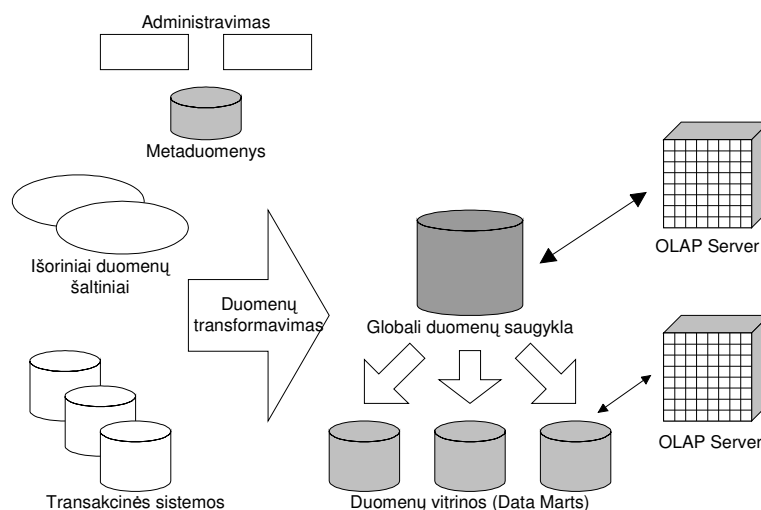 Administravimas
Metaduomenys
Išoriniai duomenų
šaltiniai
Duomenų
transformavimas
Globali duomenų saugykla
OLAP Server
OLAP Server
Transakcinės sistemos
Duomenų vitrinos (Data Marts)